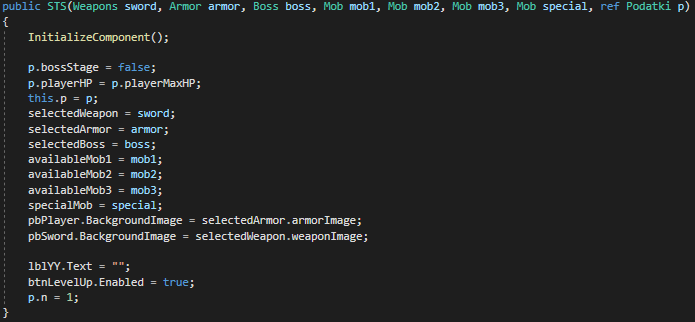 public STS(Weapons sword, Armor armor, Boss boss, Mob mob1, Mob mob2, Mob mob3, Mob special, ref Podatki p)
{
InitializeComponent();
p.bossStage = false;
p.playerHP = p.playerMaxHP;
this.p = p;
selectedWeapon = sword;
selectedArmor = armor;
selectedBoss = boss;
availableMob1 = mob1;
availableMob2 = mob2;
availableMob3 = mob3;
specialMob = special;
pbPlayer.BackgroundImage = selectedArmor.armorImage;
pbSword.BackgroundImage = selectedWeapon.weaponImage;
lblYY.Text = "";
btnLevelUp.Enabled = true;
p.n = 1;
}